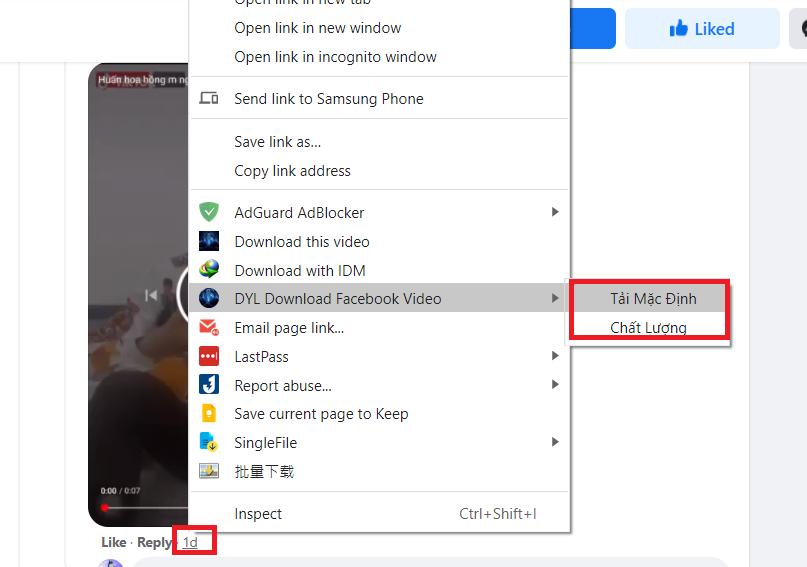 Open link in new tab
Open link in new window
Liked
Open link in incognito window
Huấn hoa hồng m
Send link to Samsung Phone
Save link as...
Copy link address
AdGuard AdBlocker
Download this video
Download with IDM
DYL Download Facebook Video
Tải Mặc Định
Email page link...
Chất Lượng
LastPass
Report abuse...
Save current page to Keep
SingleFile
批量下载
0:00 / 0:07
Inspect Ctrl+Shift+I
Like · Reply · 1d